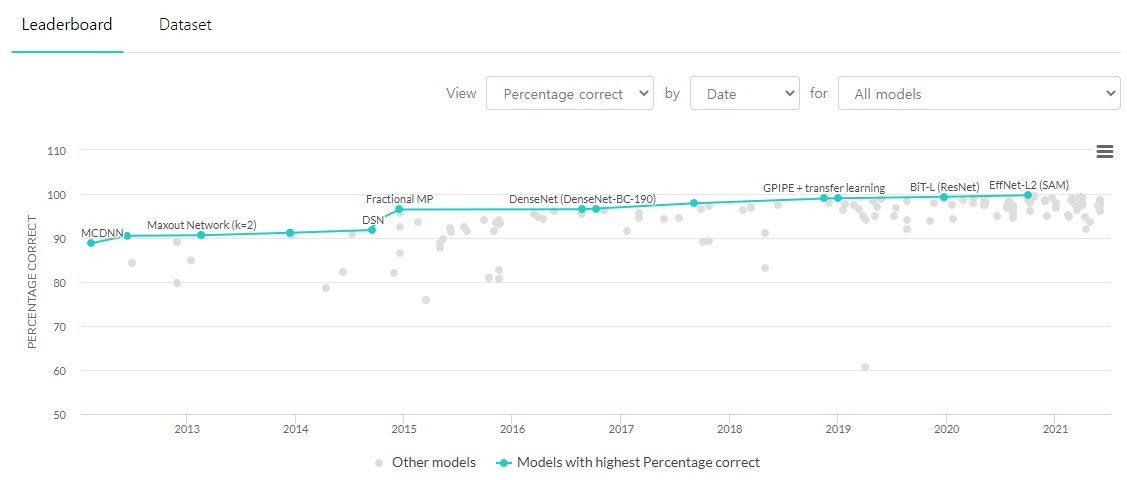 Leaderboard Dataset
View Percentage correct by Date for All models
110
100
90
80
70
60
50
PERCENTAGE CORRECT
MCDNN
Maxout Network (k=2)
DSN
Fractional MP
DenseNet (DenseNet-BC-190)
GPIPE + transfer learning
BiT-L (ResNet)
EffNet-L2 (SAM)
2013 2014 2015 2016 2017 2018 2019 2020 2021
Other models Models with highest Percentage correct